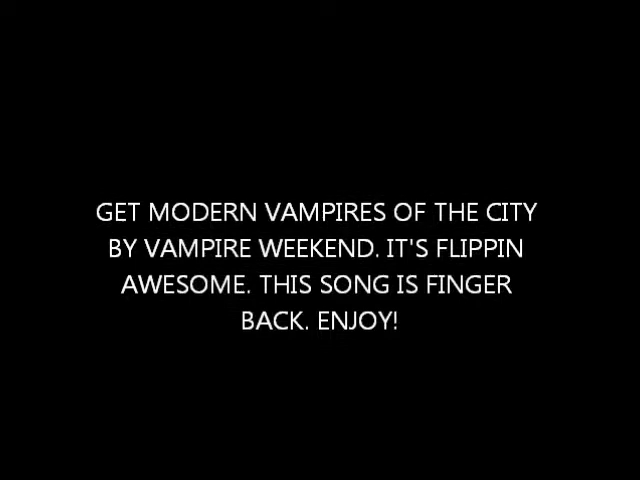 GET MODERN VAMPIRES OF THE CITY
BY VAMPIRE WEEKEND. IT'S FLIPPIN
AWESOME. THIS SONG IS FINGER
BACK. ENJOY!